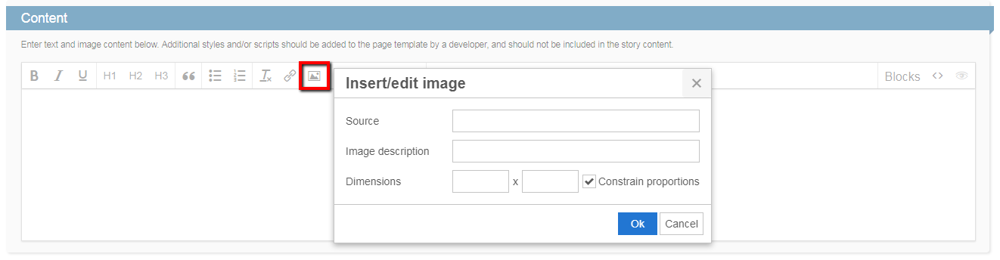 Content
Enter text and image content below. Additional styles and/or scripts should be added to the page template by a developer, and should not be included in the story content.
B I U H1 H2 H3 Blocks <>
Insert/edit image
Source
Image description
Dimensions x Constrain proportions
Ok Cancel